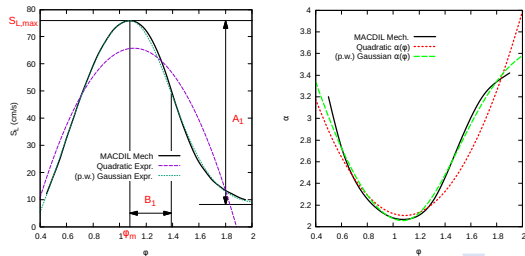 S_L,max
80
70
60
50
40
30
20
10
0
S_L (cm/s)
A_1
MACDIL Mech
Quadratic Expr.
(p.w.) Gaussian Expr.
B_1
0.4 0.6 0.8 1 1.2 1.4 1.6 1.8 2
φ_m
φ
4
3.8
3.6
3.4
3.2
3
2.8
2.6
2.4
2.2
2
α
MACDIL Mech.
Quadratic α(φ)
(p.w.) Gaussian α(φ)
0.4 0.6 0.8 1 1.2 1.4 1.6 1.8 2
φ